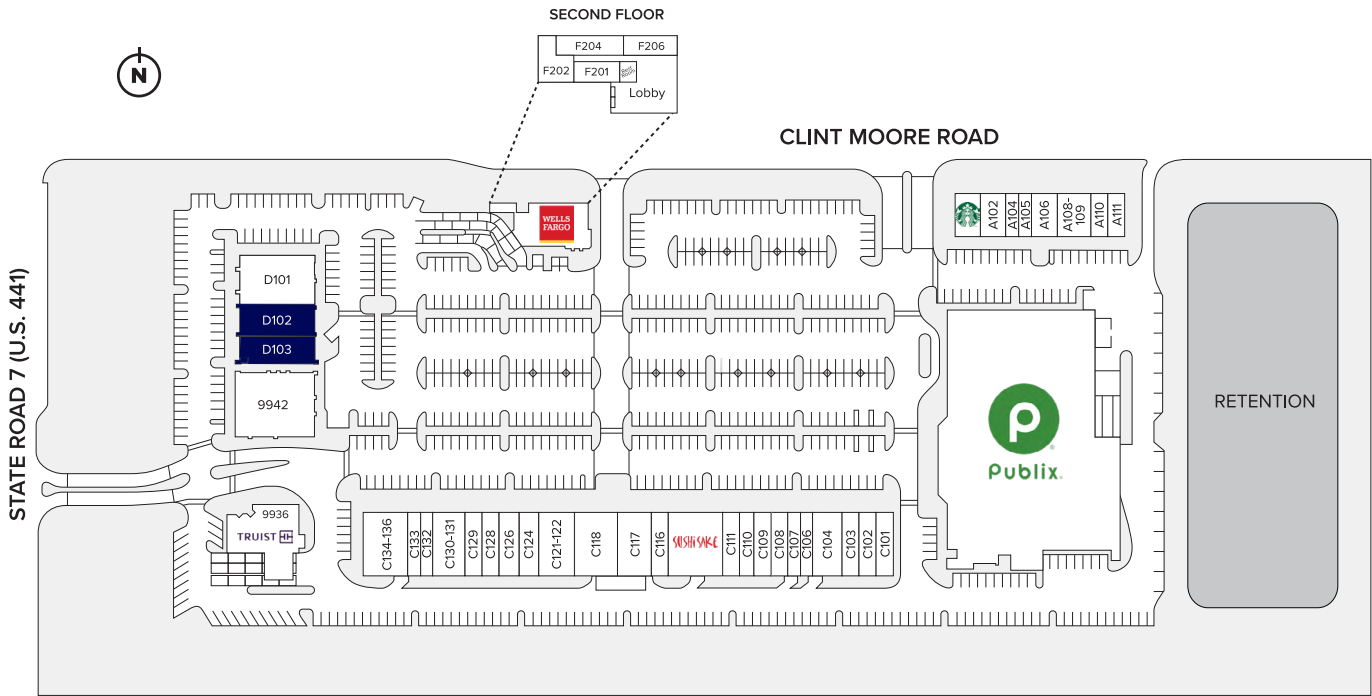 SECOND FLOOR
F204
F206
F202
F201
Lobby
N
CLINT MOORE ROAD
WELLS
FARGO
A102
A104
A105
A106
A108-
109
A110
A111
STATE ROAD 7 (U.S. 441)
D101
D102
D103
9942
RETENTION
Publix.
9936
TRUIST
C134-136
C133
C132
C130-131
C129
C128
C126
C124
C121-122
C118
C117
C116
SUSHI SAKE
C111
C110
C109
C108
C107
C106
C104
C103
C102
C101